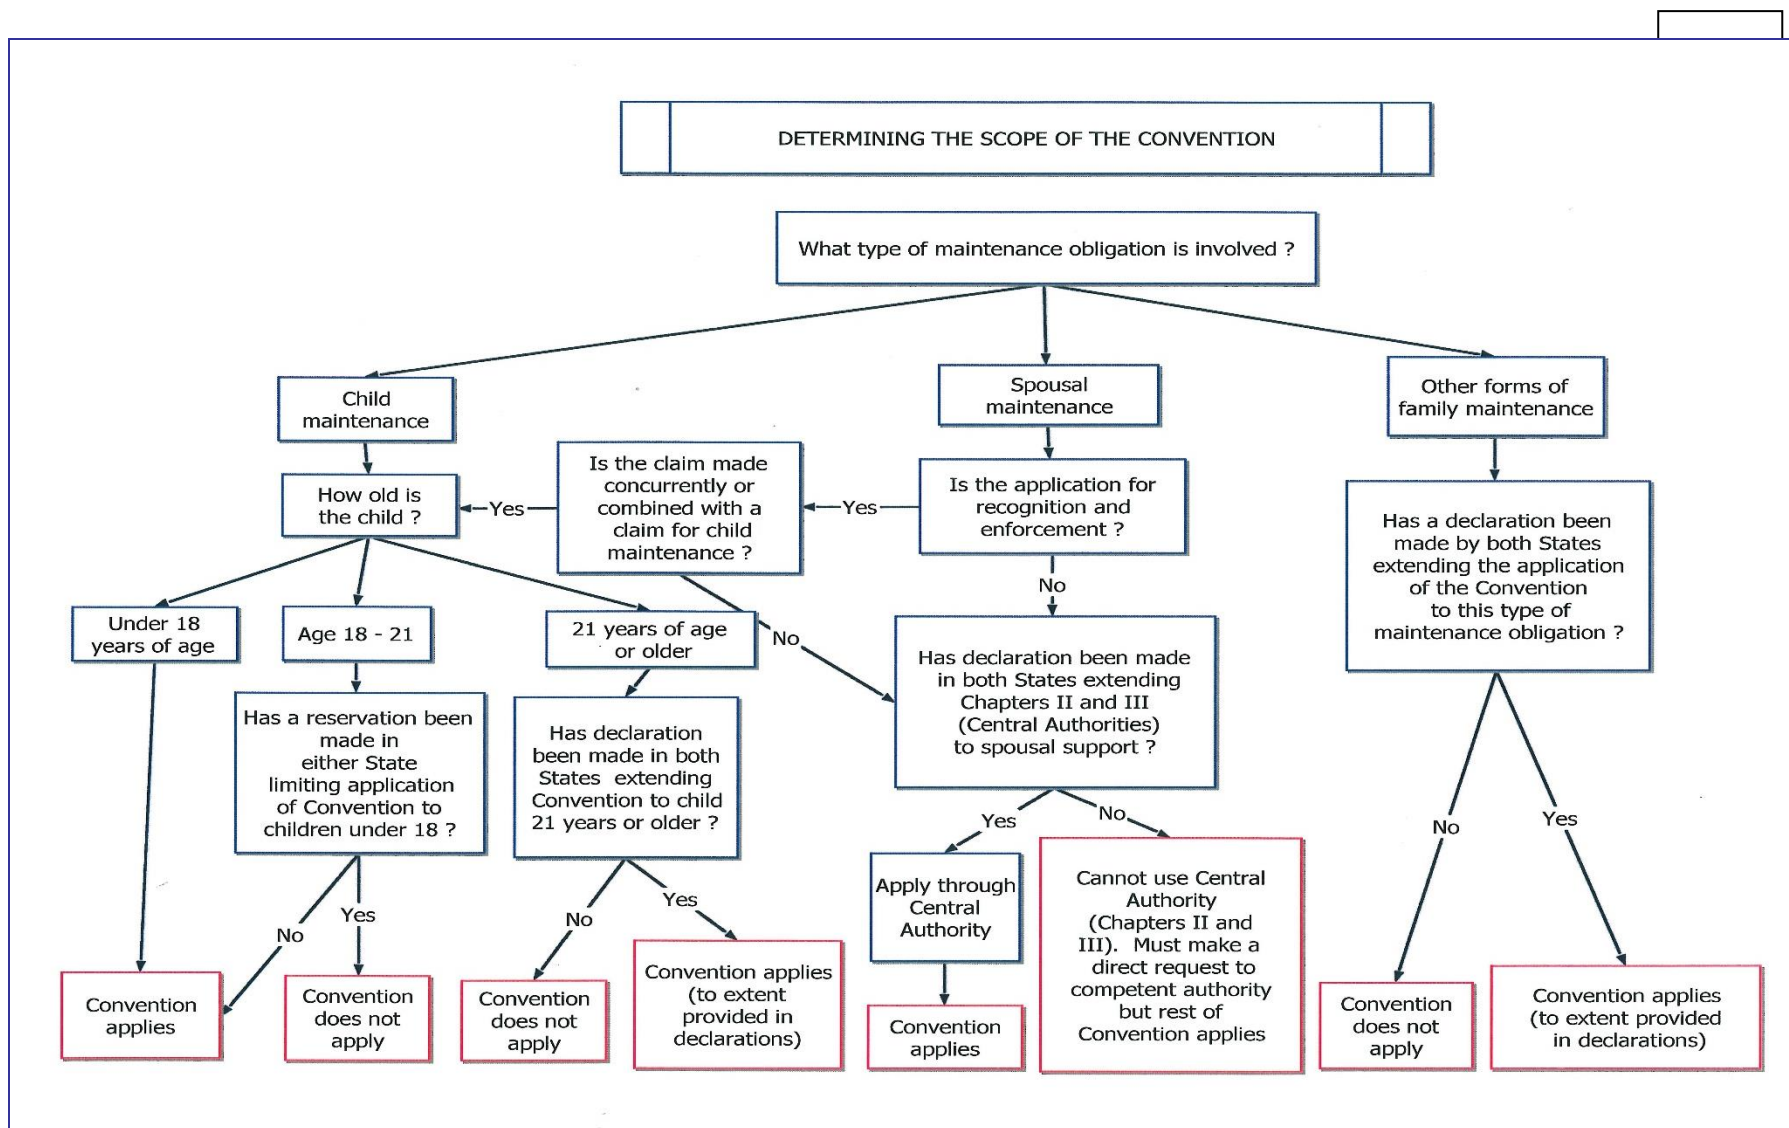 DETERMINING THE SCOPE OF THE CONVENTION
What type of maintenance obligation is involved ?
Child
maintenance
Spousal
maintenance
Other forms of
family maintenance
How old is
the child ?
Yes
Is the claim made
concurrently or
combined with a
claim for child
maintenance ?
Yes
Is the application for
recognition and
enforcement ?
Has a declaration been
made by both States
extending the application
of the Convention
to this type of
maintenance obligation ?
No
Under 18
years of age
Age 18 - 21
21 years of age
or older
No
Has declaration been made
in both States extending
Chapters II and III
(Central Authorities)
to spousal support ?
Has a reservation been
made in
either State
limiting application
of Convention to
children under 18 ?
Has declaration
been made in both
States extending
Convention to child
21 years or older ?
Yes
No
No
Yes
No
Yes
No
Yes
Apply through
Central
Authority
Cannot use Central
Authority
(Chapters II and
III). Must make a
direct request to
competent authority
but rest of
Convention applies
Convention
applies
Convention
does not
apply
Convention
does not
apply
Convention applies
(to extent
provided in
declarations)
Convention
applies
Convention
does not
apply
Convention applies
(to extent provided
in declarations)